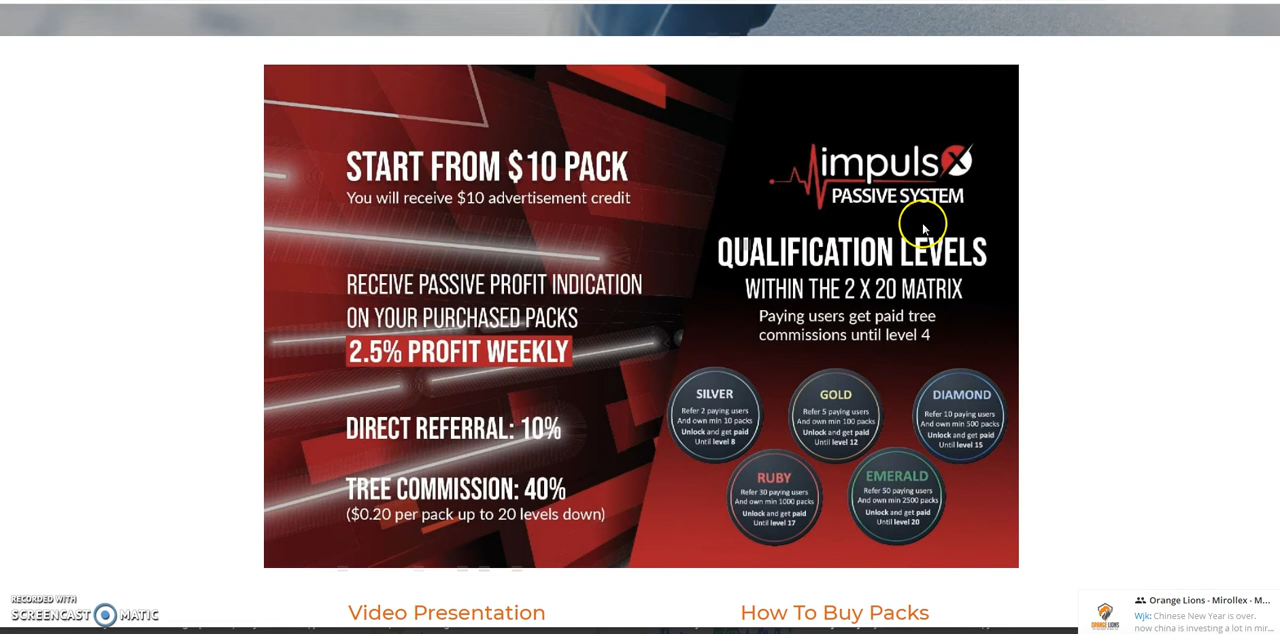 START FROM $10 PACK
You will receive $10 advertisement credit
RECEIVE PASSIVE PROFIT INDICATION
ON YOUR PURCHASED PACKS
2.5% PROFIT WEEKLY
DIRECT REFERRAL: 10%
TREE COMMISSION: 40%
($0.20 per pack up to 20 levels down)
impulsX
PASSIVE SYSTEM
QUALIFICATION LEVELS
WITHIN THE 2 X 20 MATRIX
Paying users get paid tree
commissions until level 4
SILVER
Refer 2 paying users
And own min 10 packs
Unlock and get paid
Until level 8
GOLD
Refer 5 paying users
And own min 100 packs
Unlock and get paid
Until level 12
DIAMOND
Refer 10 paying users
And own min 500 packs
Unlock and get paid
Until level 15
RUBY
Refer 30 paying users
And own min 1000 packs
Unlock and get paid
Until level 17
EMERALD
Refer 50 paying users
And own min 2500 packs
Unlock and get paid
Until level 20
Video Presentation
How To Buy Packs
RECORDED WITH
SCREENCAST MATIC
ORANGE LIONS
Orange Lions - Mirollex - M...
Wjk: Chinese New Year is over.
now china is investing a lot in mir...